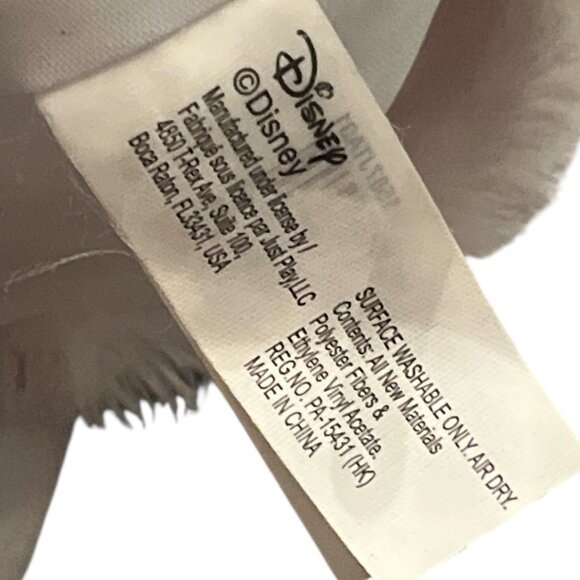 Disney
©Disney
Manufactured under license by /
Fabriqué sous licence par Just Play, LLC
4850 T-Rex Ave, Suite 100,
Boca Raton, FL33431, USA
SURFACE WASHABLE ONLY. AIR DRY.
Contents: All New Materials
Polyester Fibers &
Ethylene Vinyl Acetate.
REG.NO. PA-15431 (HK)
MADE IN CHINA